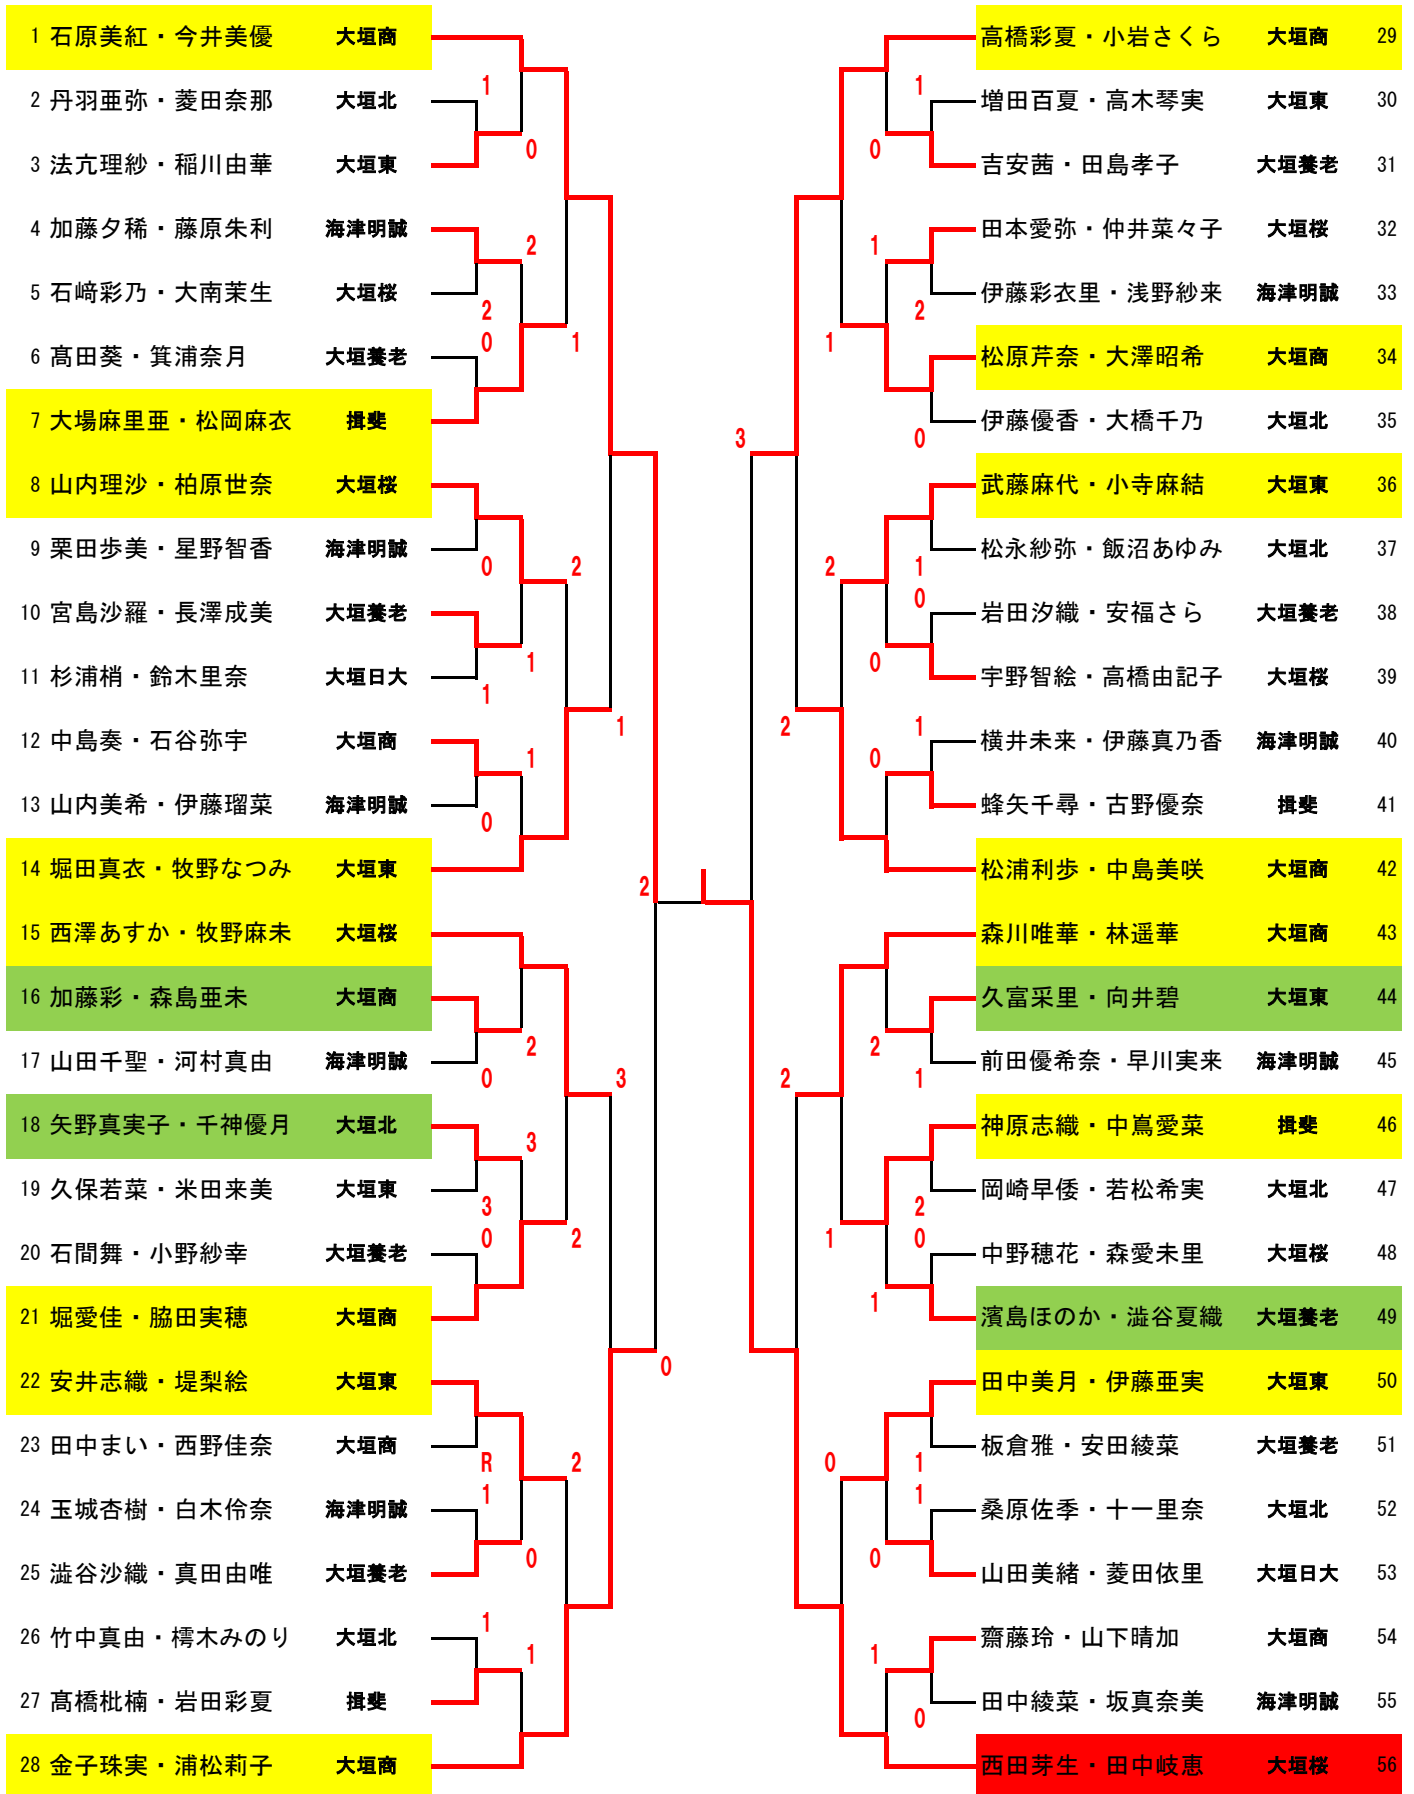 1 石原美紅・今井美優 大垣商
2 丹羽亜弥・菱田奈那 大垣北
3 法亢理紗・稲川由華 大垣東
4 加藤夕稀・藤原朱利 海津明誠
5 石﨑彩乃・大南茉生 大垣桜
6 髙田葵・箕浦奈月 大垣養老
7 大場麻里亜・松岡麻衣 揖斐
8 山内理沙・柏原世奈 大垣桜
9 栗田歩美・星野智香 海津明誠
10 宮島沙羅・長澤成美 大垣養老
11 杉浦梢・鈴木里奈 大垣日大
12 中島奏・石谷弥宇 大垣商
13 山内美希・伊藤瑠菜 海津明誠
14 堀田真衣・牧野なつみ 大垣東
15 西澤あすか・牧野麻未 大垣桜
16 加藤彩・森島亜未 大垣商
17 山田千聖・河村真由 海津明誠
18 矢野真実子・千神優月 大垣北
19 久保若菜・米田来美 大垣東
20 石間舞・小野紗幸 大垣養老
21 堀愛佳・脇田実穂 大垣商
22 安井志織・堤梨絵 大垣東
23 田中まい・西野佳奈 大垣商
24 玉城杏樹・白木伶奈 海津明誠
25 澁谷沙織・真田由唯 大垣養老
26 竹中真由・樗木みのり 大垣北
27 髙橋枇楠・岩田彩夏 揖斐
28 金子珠実・浦松莉子 大垣商
1
0
2
2
0
1
0
2
1
1
1
1
0
2
2
0
3
3
3
0
2
R
2
1
0
0
1
1
高橋彩夏・小岩さくら 大垣商 29
増田百夏・高木琴実 大垣東 30
吉安茜・田島孝子 大垣養老 31
田本愛弥・仲井菜々子 大垣桜 32
伊藤彩衣里・浅野紗来 海津明誠 33
松原芹奈・大澤昭希 大垣商 34
伊藤優香・大橋千乃 大垣北 35
武藤麻代・小寺麻結 大垣東 36
松永紗弥・飯沼あゆみ 大垣北 37
岩田汐織・安福さら 大垣養老 38
宇野智絵・高橋由記子 大垣桜 39
横井未来・伊藤真乃香 海津明誠 40
蜂矢千尋・古野優奈 揖斐 41
松浦利歩・中島美咲 大垣商 42
森川唯華・林遥華 大垣商 43
久富采里・向井碧 大垣東 44
前田優希奈・早川実来 海津明誠 45
神原志織・中嶌愛菜 揖斐 46
岡崎早倭・若松希実 大垣北 47
中野穂花・森愛未里 大垣桜 48
濱島ほのか・澁谷夏織 大垣養老 49
田中美月・伊藤亜実 大垣東 50
板倉雅・安田綾菜 大垣養老 51
桑原佐季・十一里奈 大垣北 52
山田美緒・菱田依里 大垣日大 53
齋藤玲・山下晴加 大垣商 54
田中綾菜・坂真奈美 海津明誠 55
西田芽生・田中岐恵 大垣桜 56
1
0
1
2
1
0
3
2
1
0
0
2
1
0
2
1
2
2
1
0
1
0
1
1
0
1
0